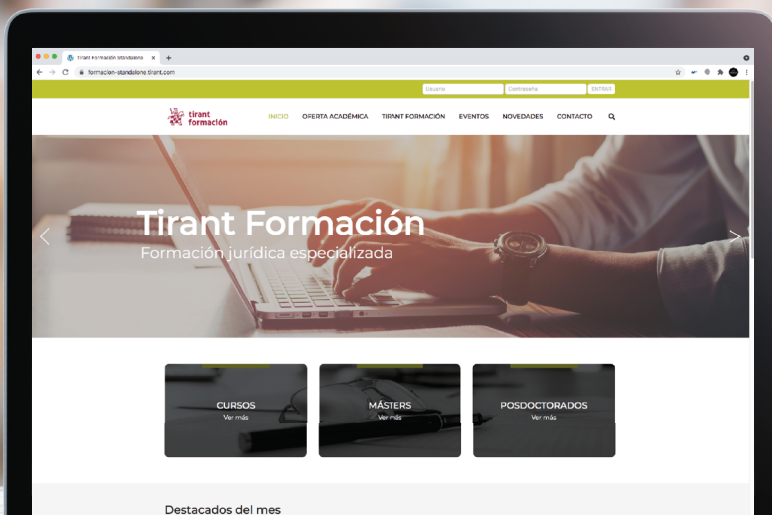 Tirant Formación Standalone
formacion-standalone.tirant.com
Usuario
Contraseña
ENTRAR
tirant
formación
INICIO
OFERTA ACADÉMICA
TIRANT FORMACIÓN
EVENTOS
NOVEDADES
CONTACTO
Tirant Formación
Formación jurídica especializada
CURSOS
Ver más
MÁSTERS
Ver más
POSDOCTORADOS
Ver más
Destacados del mes